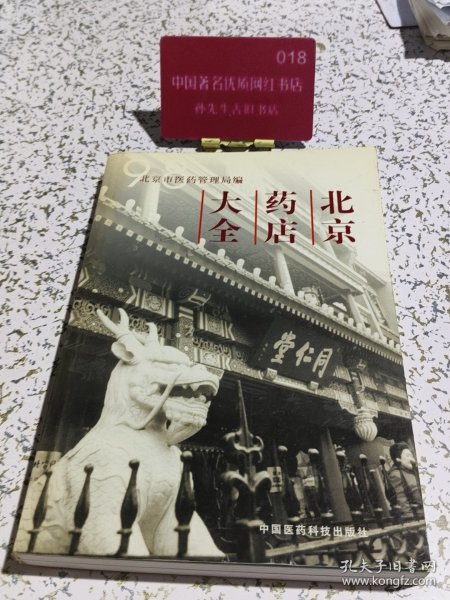 018
中国著名优质网红书店
孙先生古旧书店
9
北京市医药管理局编
北京
药店
大全
同仁堂
中国医药科技出版社
孔夫子旧书网
www.kongfz.com